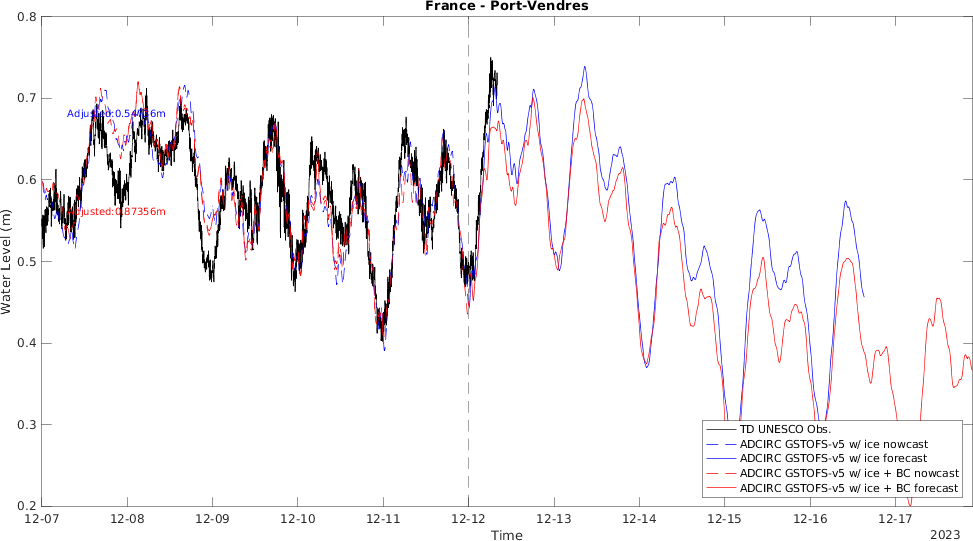 France - Port-Vendres
0.8
0.7
0.6
0.5
0.4
0.3
0.2
Water Level (m)
Adjusted:0.87356m
TD UNESCO Obs.
ADCIRC GSTOFS-v5 w/ ice nowcast
ADCIRC GSTOFS-v5 w/ ice forecast
ADCIRC GSTOFS-v5 w/ ice + BC nowcast
ADCIRC GSTOFS-v5 w/ ice + BC forecast
12-07 12-08 12-09 12-10 12-11 12-12 12-13 12-14 12-15 12-16 12-17
Time
2023